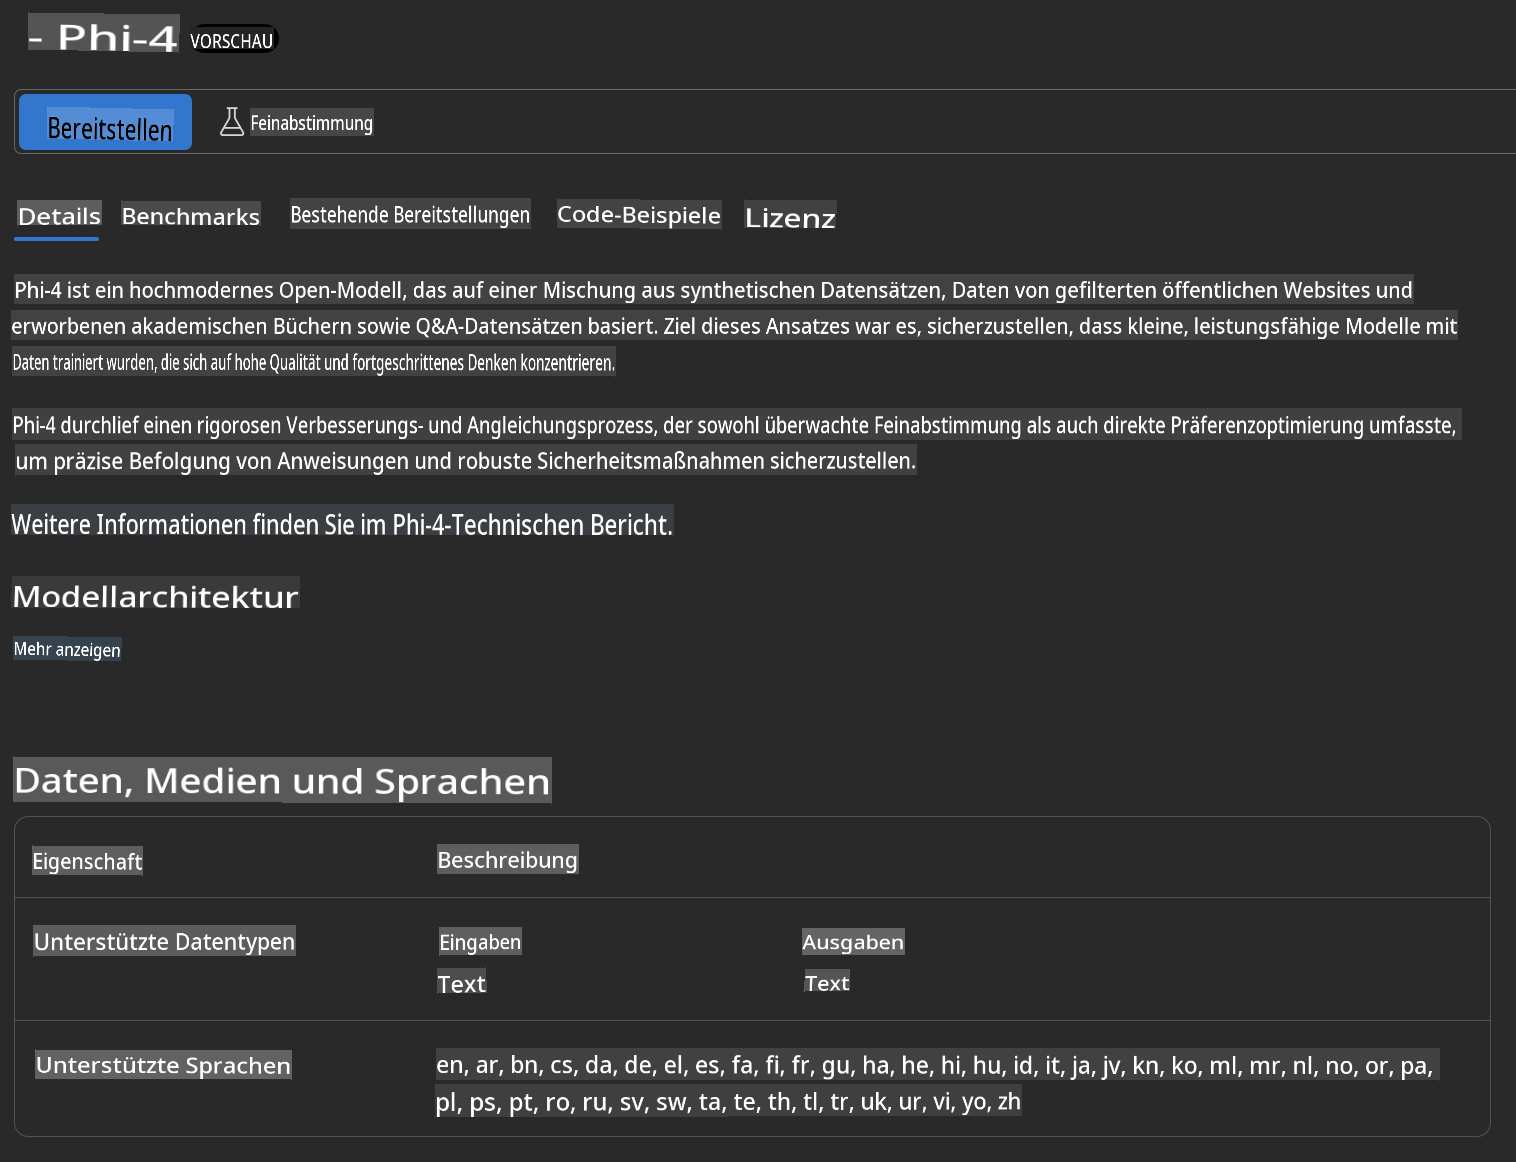 - Phi-4 VORSCHAU
Bereitstellen Feinabstimmung
Details Benchmarks Bestehende Bereitstellungen Code-Beispiele Lizenz
Phi-4 ist ein hochmodernes Open-Modell, das auf einer Mischung aus synthetischen Datensätzen, Daten von gefilterten öffentlichen Websites und
erworbenen akademischen Büchern sowie Q&A-Datensätzen basiert. Ziel dieses Ansatzes war es, sicherzustellen, dass kleine, leistungsfähige Modelle mit
Daten trainiert wurden, die sich auf hohe Qualität und fortgeschrittenes Denken konzentrieren.
Phi-4 durchlief einen rigorosen Verbesserungs- und Angleichungsprozess, der sowohl überwachte Feinabstimmung als auch direkte Präferenzoptimierung umfasste,
um präzise Befolgung von Anweisungen und robuste Sicherheitsmaßnahmen sicherzustellen.
Weitere Informationen finden Sie im Phi-4-Technischen Bericht.
Modellarchitektur
Mehr anzeigen
Daten, Medien und Sprachen
Eigenschaft Beschreibung
Unterstützte Datentypen Eingaben Ausgaben
Text Text
Unterstützte Sprachen en, ar, bn, cs, da, de, el, es, fa, fi, fr, gu, ha, he, hi, hu, id, it, ja, jv, kn, ko, ml, mr, nl, no, or, pa,
pl, ps, pt, ro, ru, sv, sw, ta, te, th, tl, tr, uk, ur, vi, yo, zh